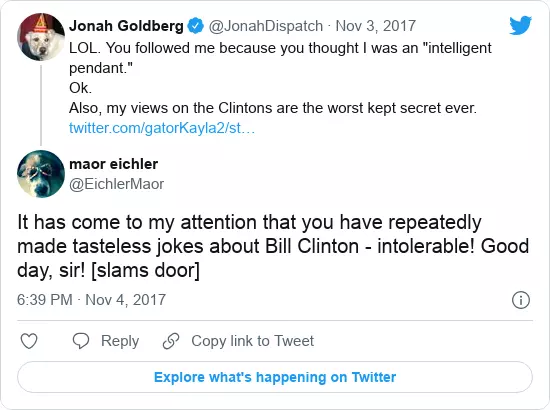 Jonah Goldberg @JonahDispatch · Nov 3, 2017
LOL. You followed me because you thought I was an "intelligent
pendant."
Ok.
Also, my views on the Clintons are the worst kept secret ever.
twitter.com/gatorKayla2/st…
maor eichler
@EichlerMaor
It has come to my attention that you have repeatedly
made tasteless jokes about Bill Clinton - intolerable! Good
day, sir! [slams door]
6:39 PM · Nov 4, 2017
Reply Copy link to Tweet
Explore what's happening on Twitter